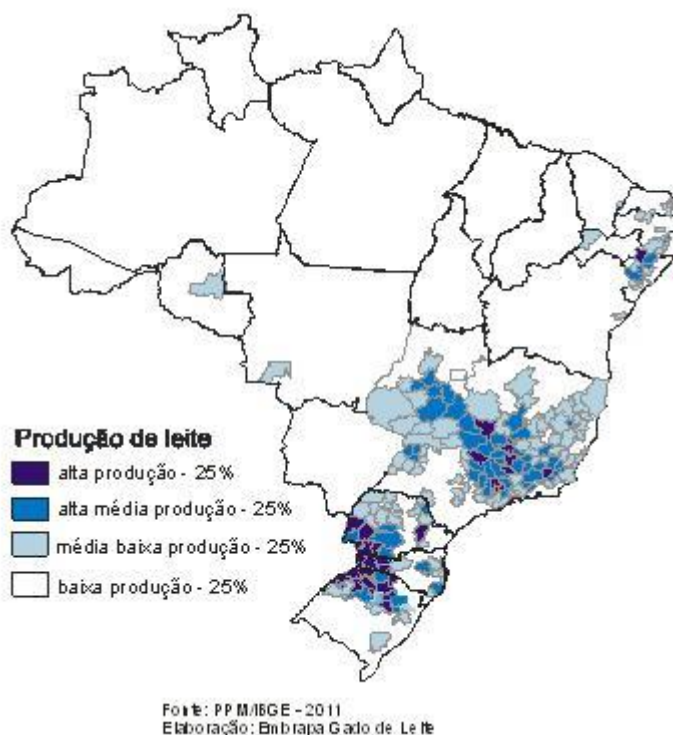 Produção de leite
alta produção - 25%
alta média produção - 25%
média baixa produção - 25%
baixa produção - 25%
Fonte: PPM/IBGE - 2011
Elaboração: Embrapa Gado de Leite